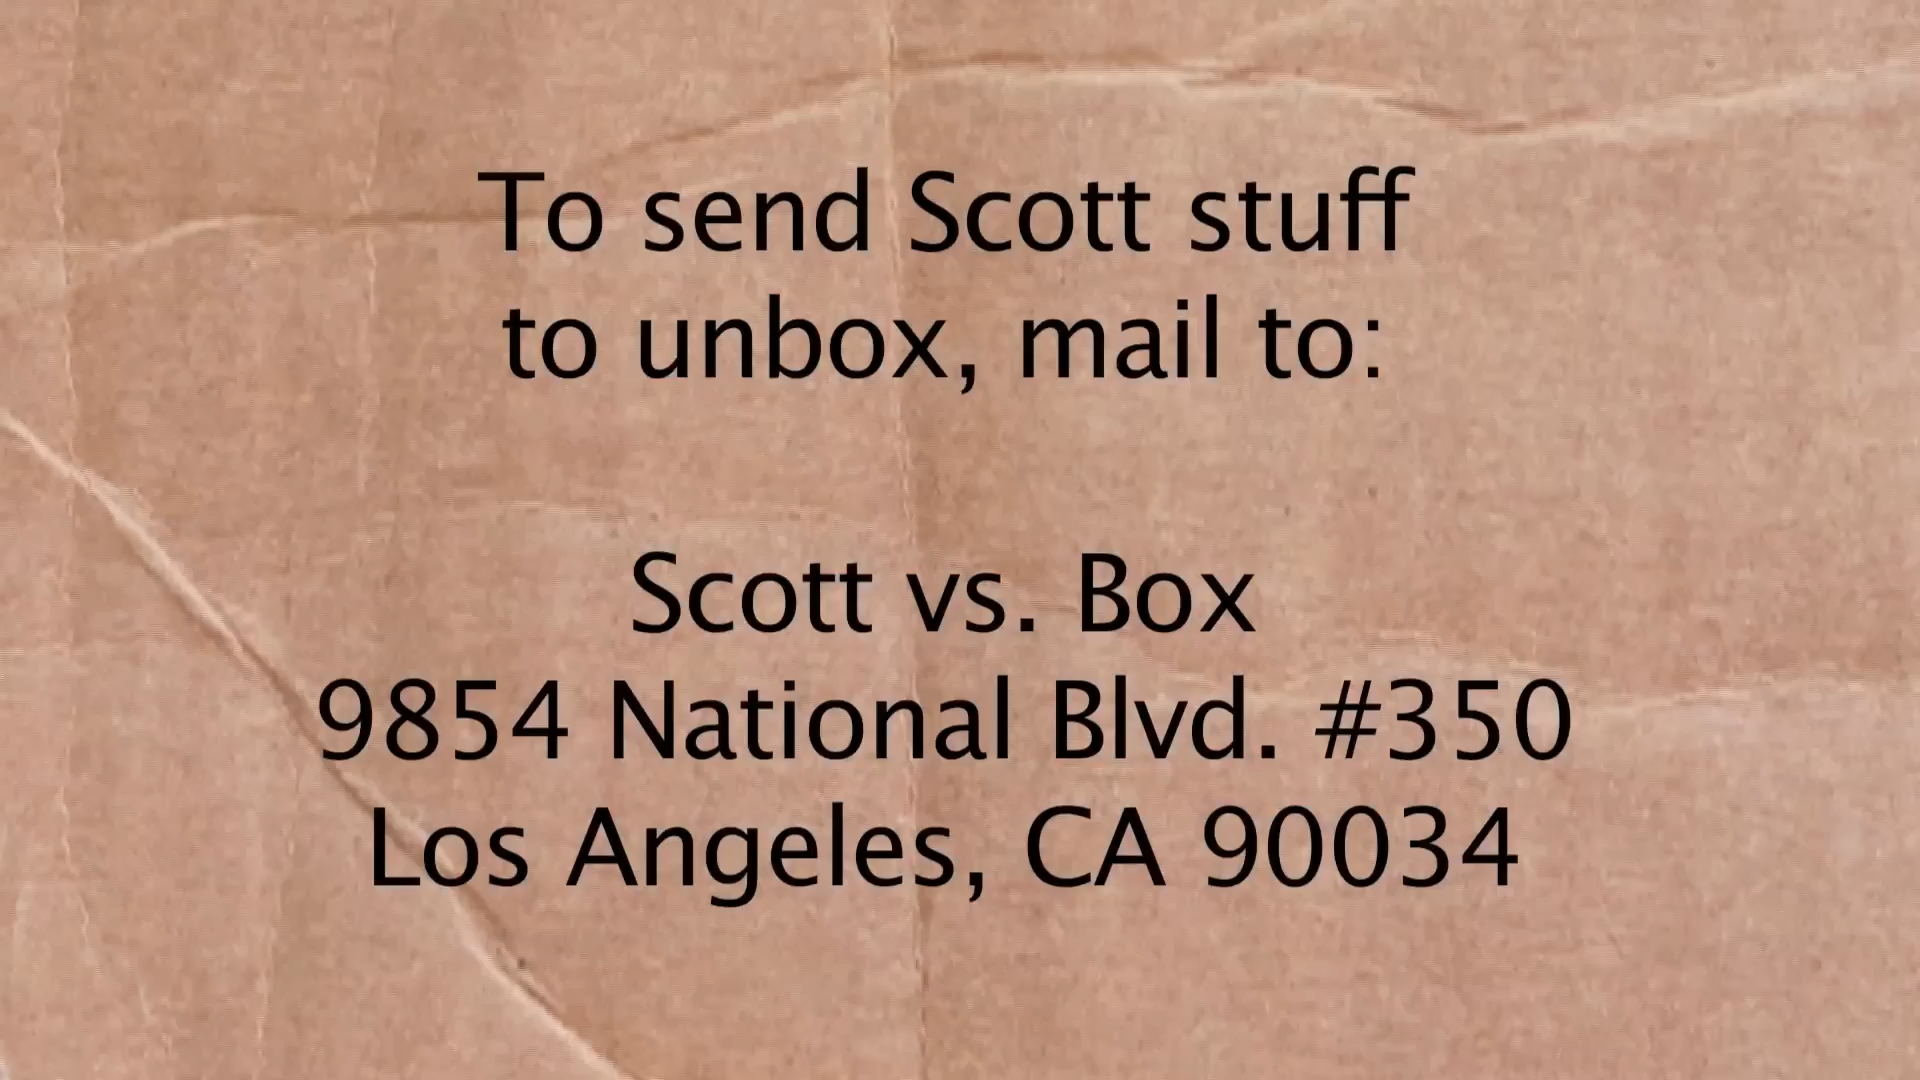 To send Scott stuff
to unbox, mail to:
Scott vs. Box
9854 National Blvd. #350
Los Angeles, CA 90034